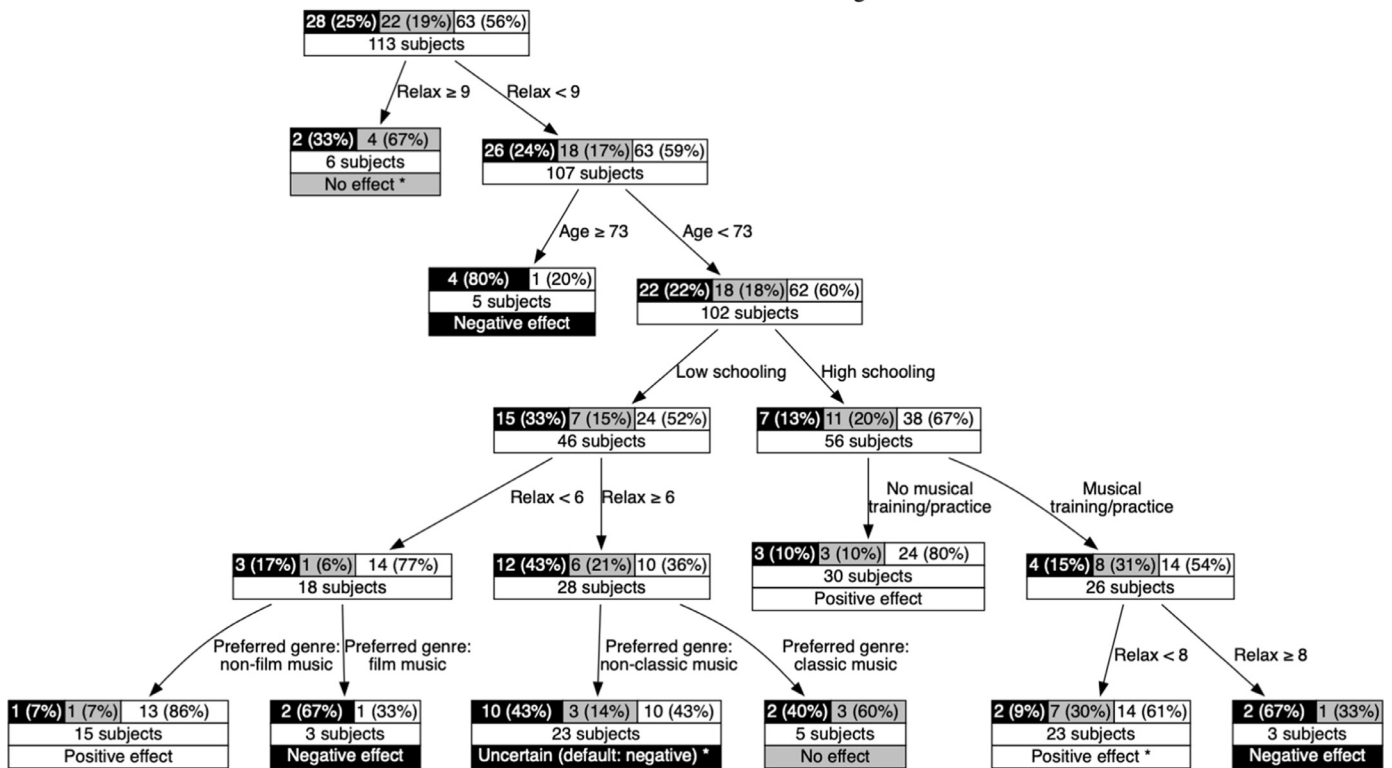 28 (25%) 22 (19%) 63 (56%)
113 subjects
Relax ≥ 9
Relax < 9
2 (33%) 4 (67%)
6 subjects
No effect *
26 (24%) 18 (17%) 63 (59%)
107 subjects
Age ≥ 73
Age < 73
4 (80%) 1 (20%)
5 subjects
Negative effect
22 (22%) 18 (18%) 62 (60%)
102 subjects
Low schooling
High schooling
15 (33%) 7 (15%) 24 (52%)
46 subjects
7 (13%) 11 (20%) 38 (67%)
56 subjects
Relax < 6
Relax ≥ 6
No musical
training/practice
Musical
training/practice
3 (17%) 1 (6%) 14 (77%)
18 subjects
12 (43%) 6 (21%) 10 (36%)
28 subjects
3 (10%) 3 (10%) 24 (80%)
30 subjects
Positive effect
4 (15%) 8 (31%) 14 (54%)
26 subjects
Preferred genre:
non-film music
Preferred genre:
film music
Preferred genre:
non-classic music
Preferred genre:
classic music
Relax < 8
Relax ≥ 8
1 (7%) 1 (7%) 13 (86%)
15 subjects
Positive effect
2 (67%) 1 (33%)
3 subjects
Negative effect
10 (43%) 3 (14%) 10 (43%)
23 subjects
Uncertain (default: negative) *
2 (40%) 3 (60%)
5 subjects
No effect
2 (9%) 7 (30%) 14 (61%)
23 subjects
Positive effect *
2 (67%) 1 (33%)
3 subjects
Negative effect